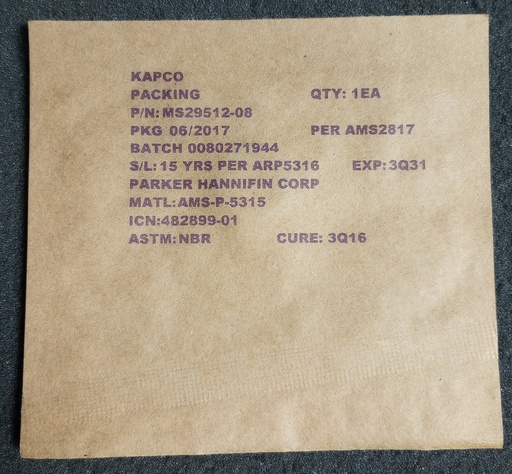 KAPCO
PACKING QTY: 1EA
P/N: MS29512-08
PKG 06/2017 PER AMS2817
BATCH 0080271944
S/L: 15 YRS PER ARP5316 EXP: 3Q31
PARKER HANNIFIN CORP
MATL: AMS-P-5315
ICN:482899-01
ASTM: NBR CURE: 3Q16